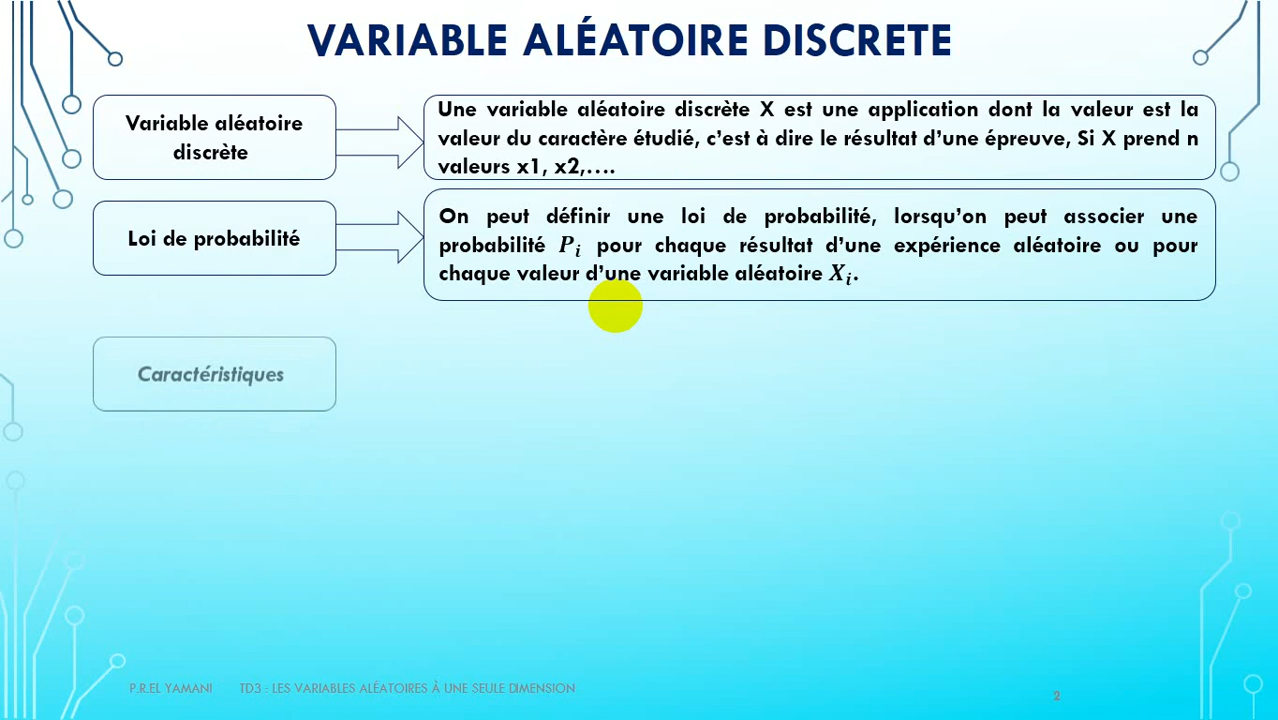 VARIABLE ALÉATOIRE DISCRETE
Variable aléatoire
discrète
Une variable aléatoire discrète X est une application dont la valeur est la
valeur du caractère étudié, c’est à dire le résultat d’une épreuve, Si X prend n
valeurs x1, x2,….
Loi de probabilité
On peut définir une loi de probabilité, lorsqu’on peut associer une
probabilité Pᵢ pour chaque résultat d’une expérience aléatoire ou pour
chaque valeur d’une variable aléatoire Xᵢ.
Caractéristiques
P.R.EL YAMANI TD3 : LES VARIABLES ALÉATOIRES À UNE SEULE DIMENSION
2